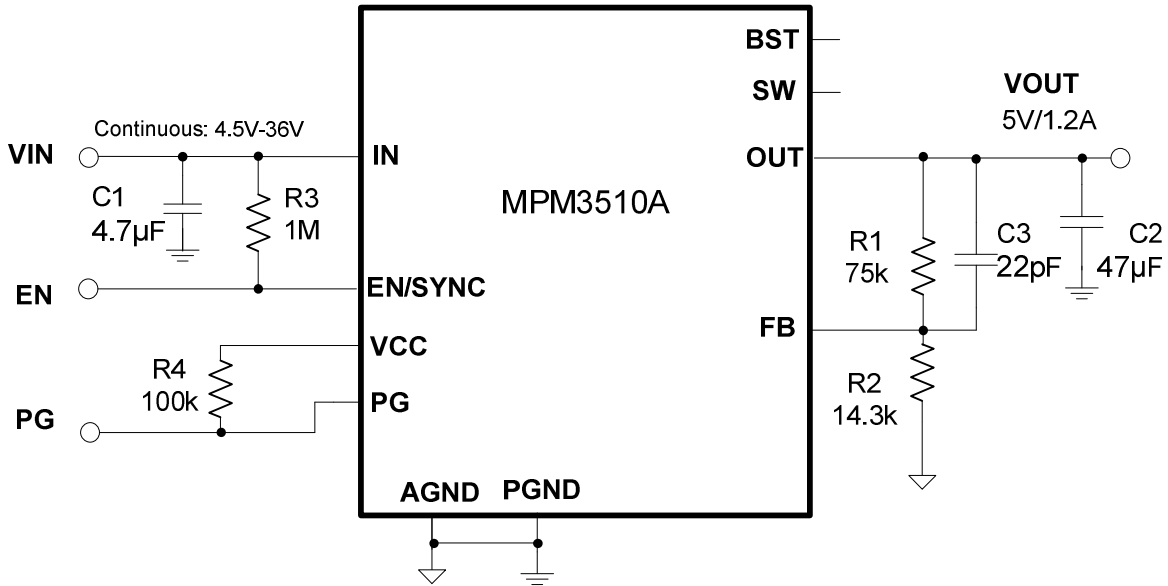 BST
SW
VOUT
5V/1.2A
Continuous: 4.5V-36V
VIN
IN
OUT
MPM3510A
C1
4.7µF
R3
1M
R1
75k
C3
22pF
C2
47µF
EN
EN/SYNC
FB
VCC
R4
100k
PG
PG
R2
14.3k
AGND
PGND